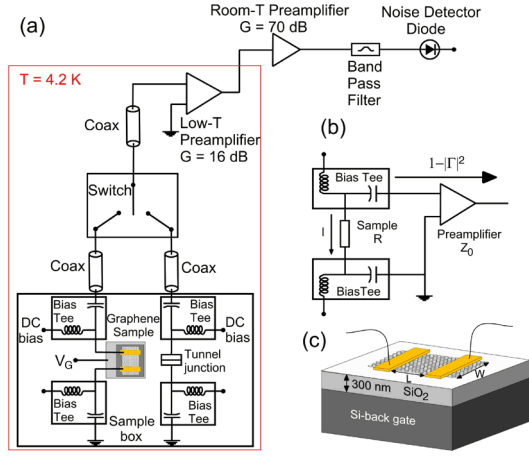 (a)
Room-T Preamplifier
G = 70 dB
Noise Detector
Diode
T = 4.2 K
Band
Pass
Filter
Coax
Low-T
Preamplifier
G = 16 dB
Switch
Coax
Coax
Bias
Tee
Graphene
Sample
Bias
Tee
DC
bias
DC
bias
V_G
Tunnel
junction
Bias
Tee
Sample
box
Bias
Tee
(b)
1-|Γ|²
Bias Tee
I
Sample
R
Preamplifier
Z₀
BiasTee
(c)
L
W
300 nm
SiO₂
Si-back gate